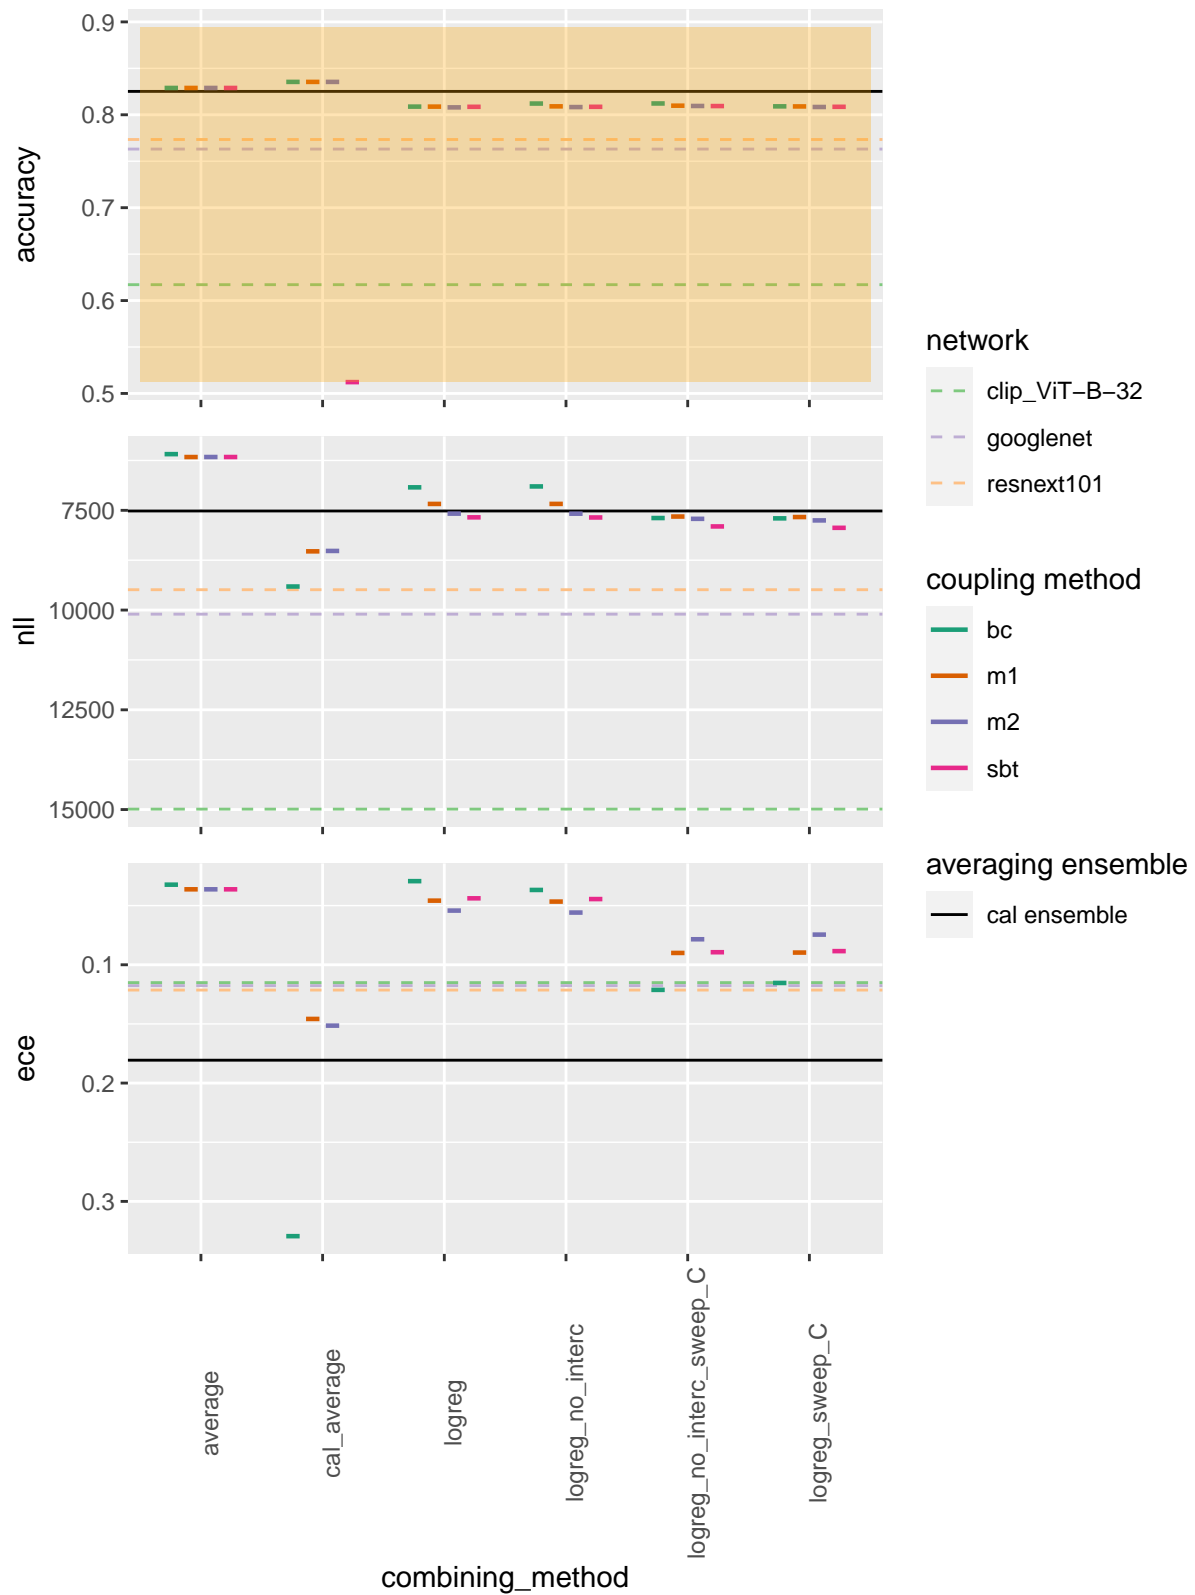 accuracy
0.9
0.8
0.7
0.6
0.5
nll
7500
10000
12500
15000
ece
0.1
0.2
0.3
average
cal_average
logreg
logreg_no_interc
logreg_no_interc_sweep_C
logreg_sweep_C
combining_method
network
clip_ViT−B−32
googlenet
resnext101
coupling method
bc
m1
m2
sbt
averaging ensemble
cal ensemble